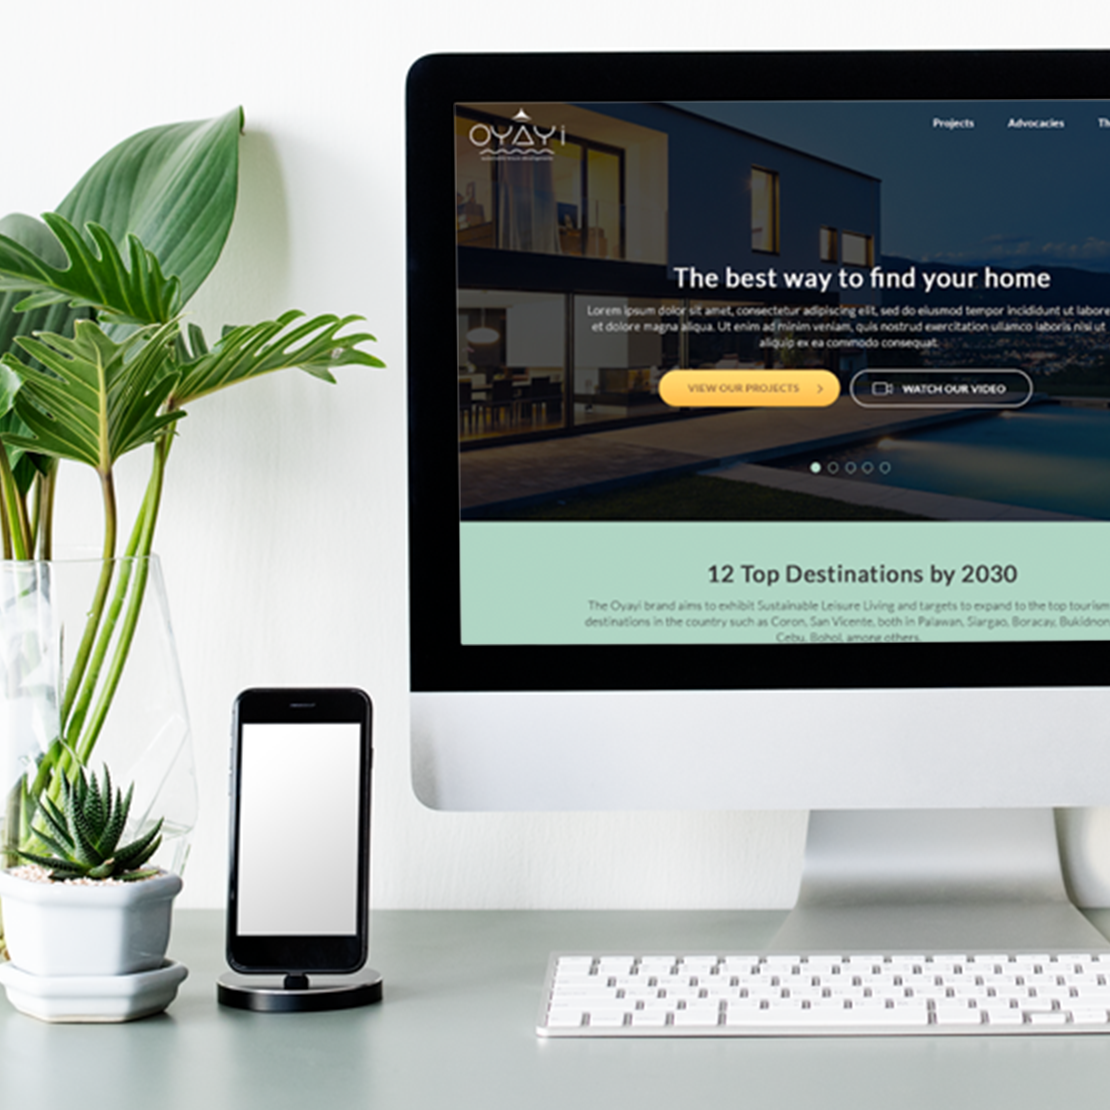 OYAYi
Projects
Advocacies
The best way to find your home
Lorem ipsum dolor sit amet, consectetur adipiscing elit, sed do eiusmod tempor incididunt ut labore
et dolore magna aliqua. Ut enim ad minim veniam, quis nostrud exercitation ullamco laboris nisi ut
aliquip ex ea commodo consequat.
VIEW OUR PROJECTS
WATCH OUR VIDEO
12 Top Destinations by 2030
The Oyayi brand aims to exhibit Sustainable Leisure Living and targets to expand to the top tourism
destinations in the country such as Coron, San Vicente, both in Palawan, Siargao, Boracay, Bukidnon
Cebu, Bohol, among others.